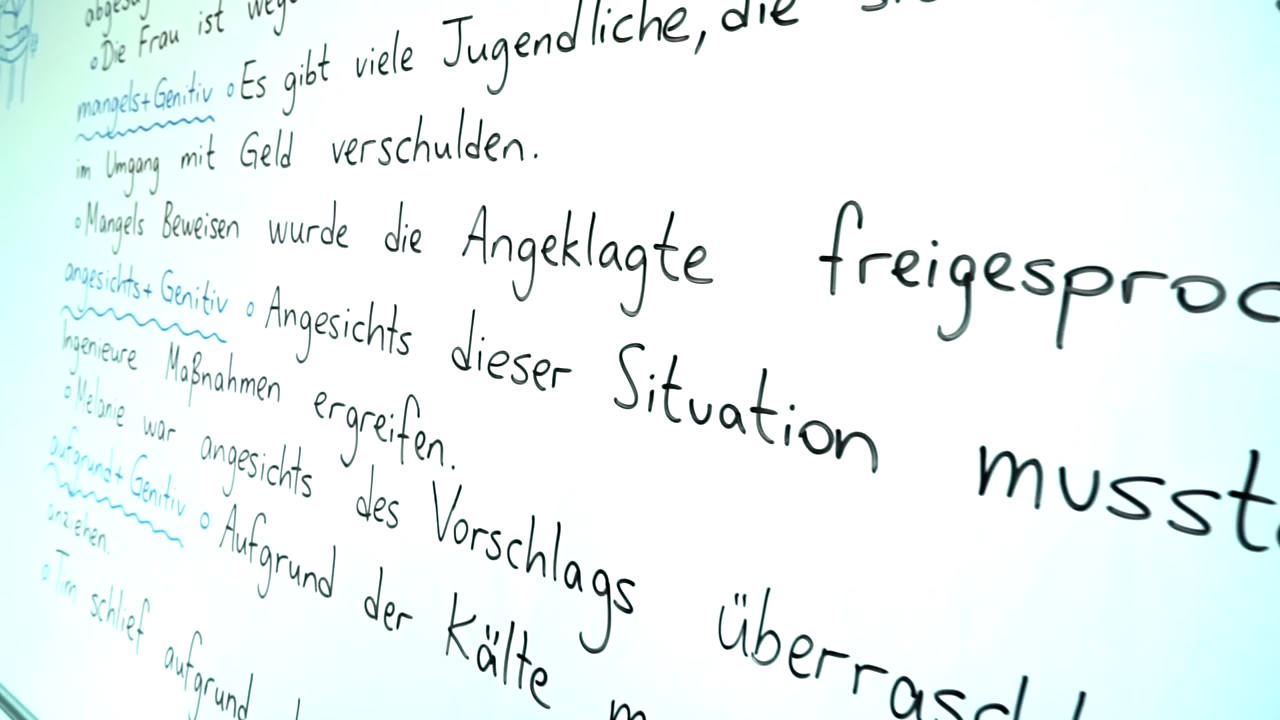 Die Frau ist
mangels+Genitiv ∘ Es gibt viele Jugendliche, die
im Umgang mit Geld verschulden.
∘ Mangels Beweisen wurde die Angeklagte freigesproc
angesichts+ Genitiv ∘ Angesichts dieser Situation musst
Ingenieure Maßnahmen ergreifen.
∘ Melanie war angesichts des Vorschlags überrasch
aufgrund+ Genitiv ∘ Aufgrund der Kälte m
anziehen.
∘ Tim schlief aufgrund